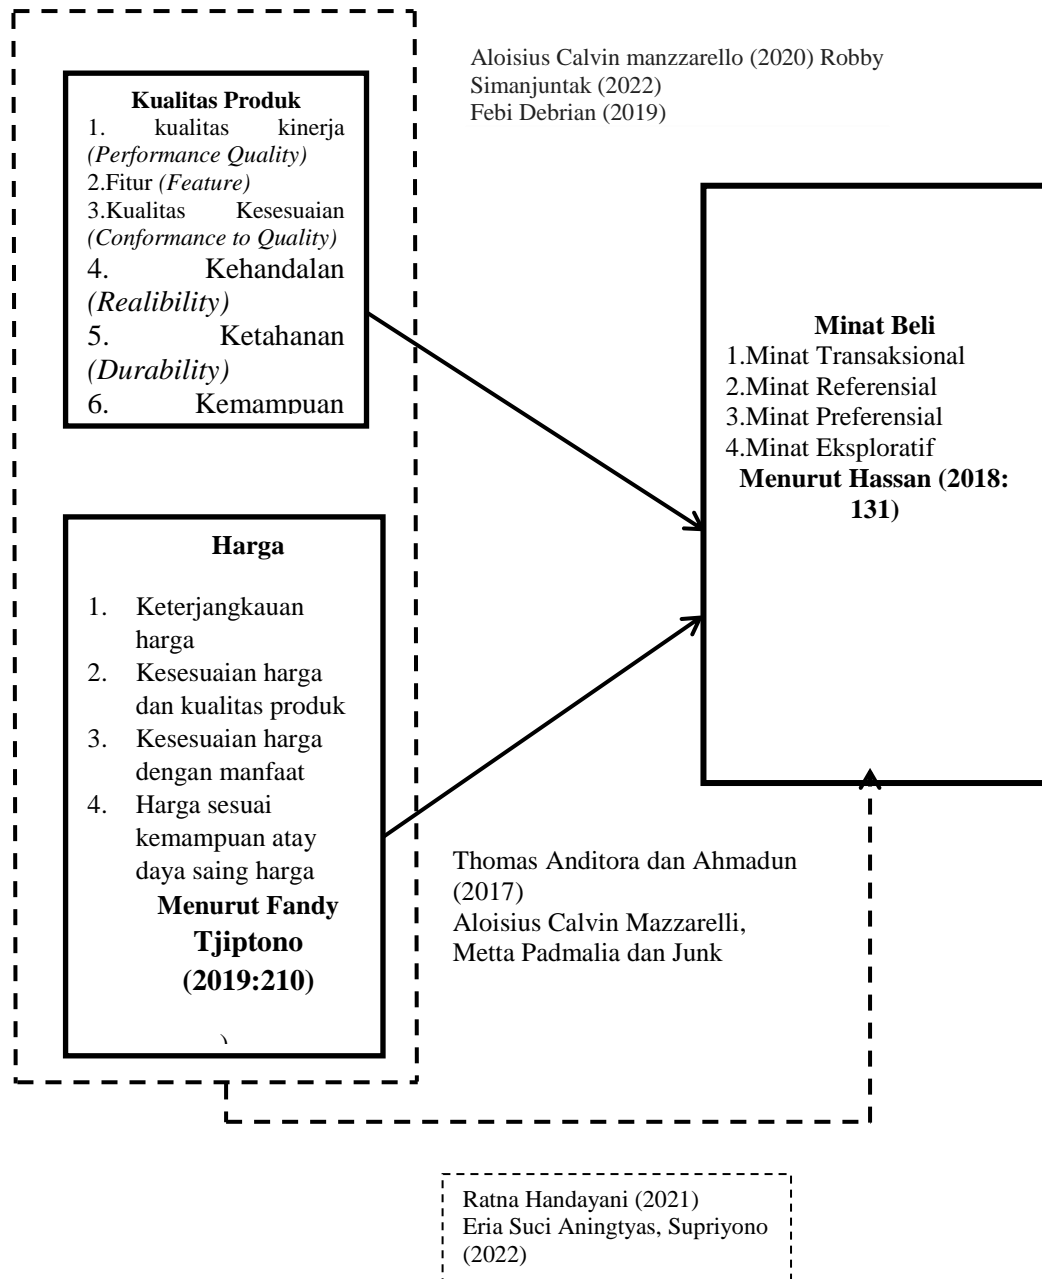 Aloisius Calvin manzzarello (2020) Robby
Simanjuntak (2022)
Febi Debrian (2019)
Kualitas Produk
1. kualitas kinerja
(Performance Quality)
2.Fitur (Feature)
3.Kualitas Kesesuaian
(Conformance to Quality)
4. Kehandalan
(Realibility)
5. Ketahanan
(Durability)
6. Kemampuan
Minat Beli
1.Minat Transaksional
2.Minat Referensial
3.Minat Preferensial
4.Minat Eksploratif
Menurut Hassan (2018:
131)
Harga
1. Keterjangkauan
harga
2. Kesesuaian harga
dan kualitas produk
3. Kesesuaian harga
dengan manfaat
4. Harga sesuai
kemampuan atay
daya saing harga
Menurut Fandy
Tjiptono
(2019:210)
)
Thomas Anditora dan Ahmadun
(2017)
Aloisius Calvin Mazzarelli,
Metta Padmalia dan Junk
Ratna Handayani (2021)
Eria Suci Aningtyas, Supriyono
(2022)